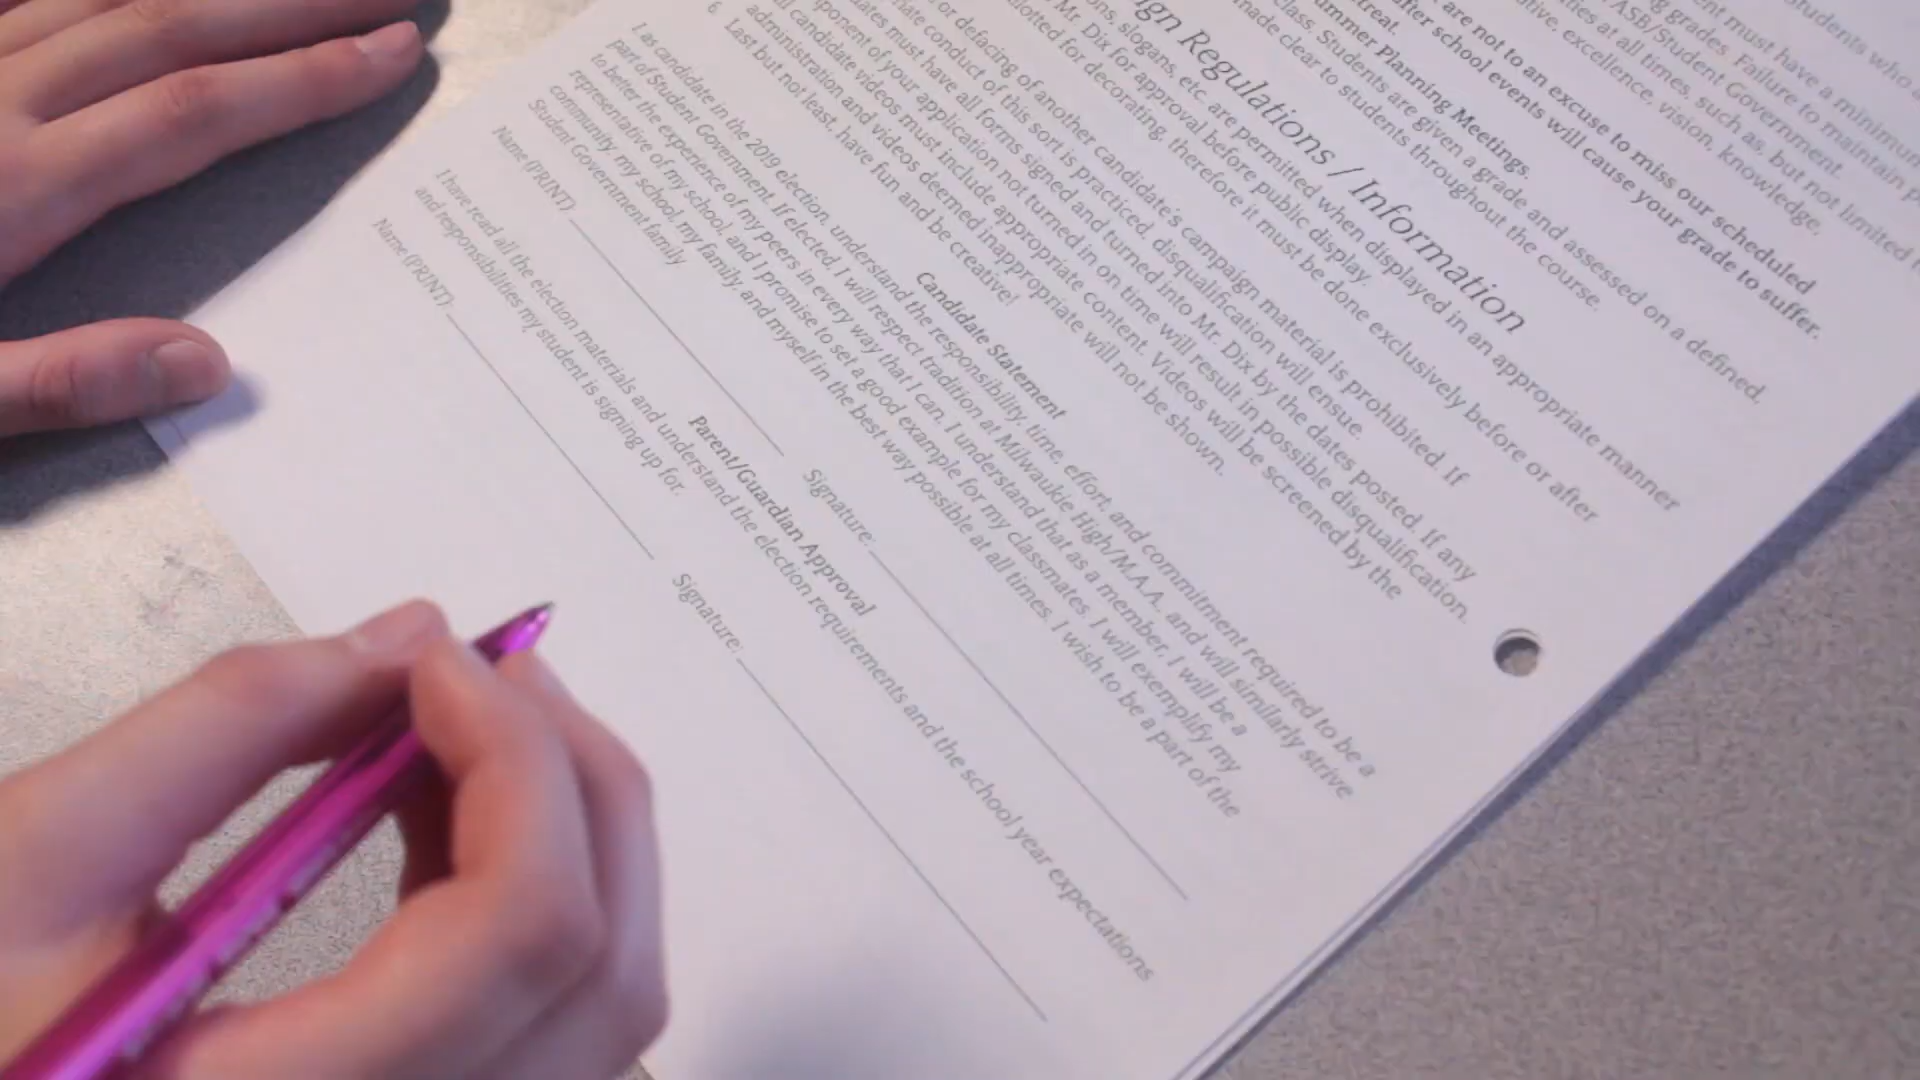 students who a
ent must have a minimum
ng grades. Failure to maintain p
ASB/Student Government.
ties at all times, such as, but not limited t
tive, excellence, vision, knowledge,
are not to an excuse to miss our scheduled
after school events will cause your grade to suffer.
treat.
ummer Planning Meetings.
class. Students are given a grade and assessed on a defined,
made clear to students throughout the course.
ign Regulations / Information
ons, slogans, etc. are permitted when displayed in an appropriate manner
Mr. Dix for approval before public display.
llotted for decorating, therefore it must be done exclusively before or after
or defacing of another candidate's campaign material is prohibited. If
conduct of this sort is practiced, disqualification will ensue.
dates must have all forms signed and turned into Mr. Dix by the dates posted. If any
ponent of your application not turned in on time will result in possible disqualification.
ll candidate videos must include appropriate content. Videos will be screened by the
administration and videos deemed inappropriate will not be shown.
6. Last but not least, have fun and be creative!
Candidate Statement
I, as candidate in the 2019 election, understand the responsibility, time, effort, and commitment required to be a
part of Student Government. If elected, I will respect tradition at Milwaukie High/M.A.A. and will similarly strive
to better the experience of my peers in every way that I can. I understand that as a member, I will be a
representative of my school, and I promise to set a good example for my classmates. I will exemplify my
community, my school, my family, and myself in the best way possible at all times. I wish to be a part of the
Student Government family
Name (PRINT) Signature:
Parent/Guardian Approval
I have read all the election materials and understand the election requirements and the school year expectations
and responsibilities my student is signing up for.
Name (PRINT): Signature: